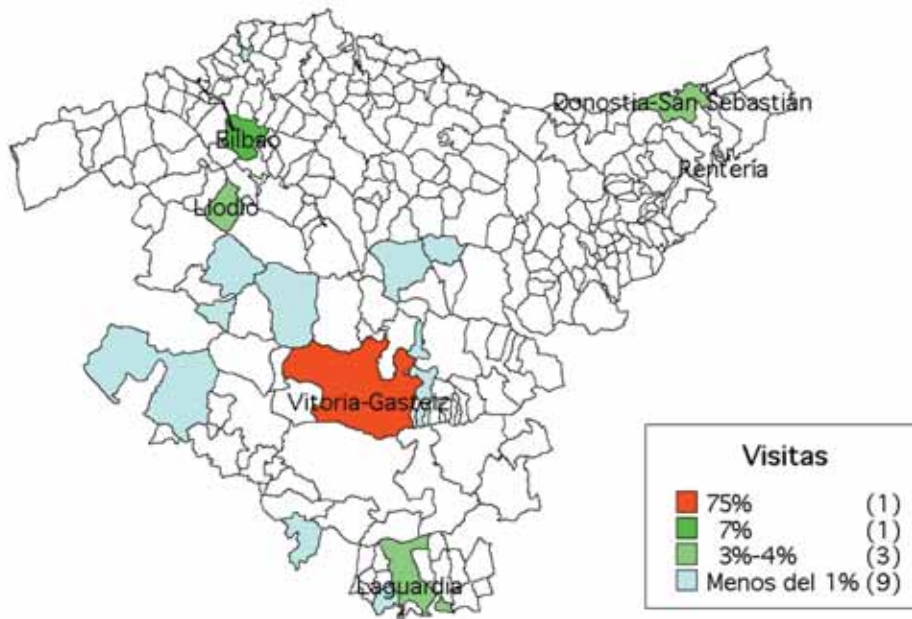 Donostia-San Sebastián
Bilbao
Rentería
Llodio
Vitoria-Gasteiz
Laguardia
Visitas
75% (1)
7% (1)
3%-4% (3)
Menos del 1% (9)